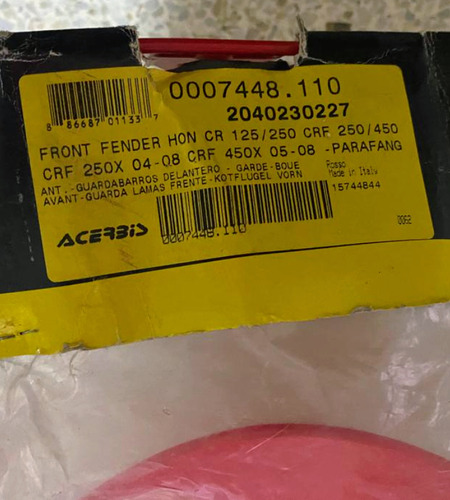 0007448.110
2040230227
8 86687 01133 7
FRONT FENDER HON CR 125/250 CRF 250/450
CRF 250X 04-08 CRF 450X 05-08 -PARAFANG
ANT.-GUARDABARROS DELANTERO - GARDE-BOUE
AVANT-GUARDA LAMAS FRENTE-KOTFLUGEL VORN
Rosso
Made in Italy
15744844
ACERBIS
0007448.110
0062